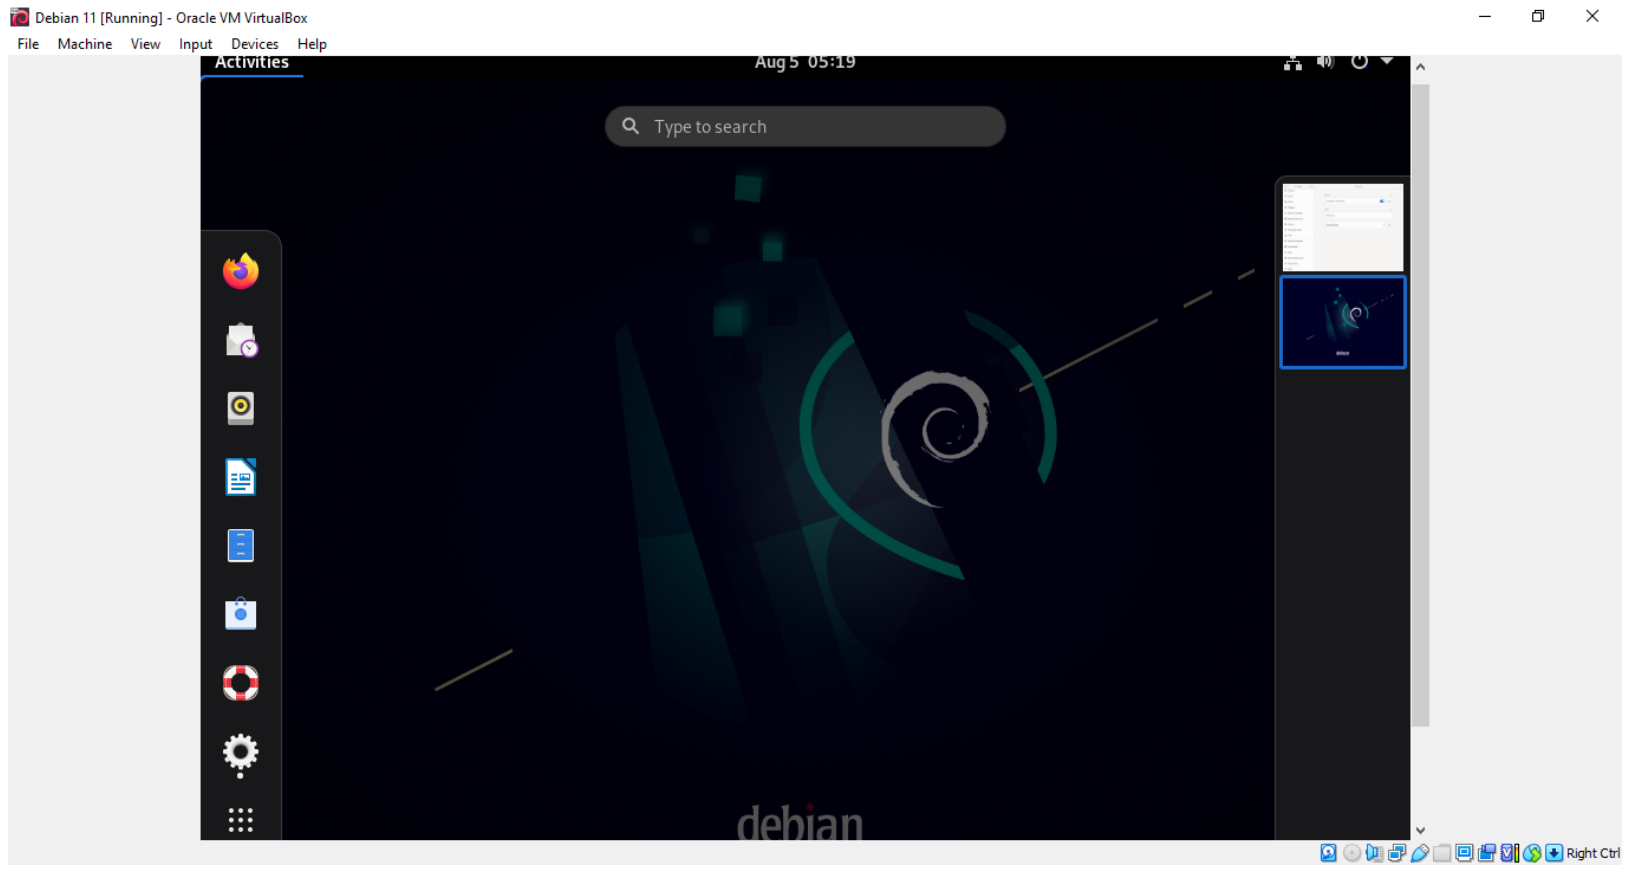 Debian 11 [Running] - Oracle VM VirtualBox
File Machine View Input Devices Help
Activities
Aug 5 05:19
Type to search
debian
Right Ctrl